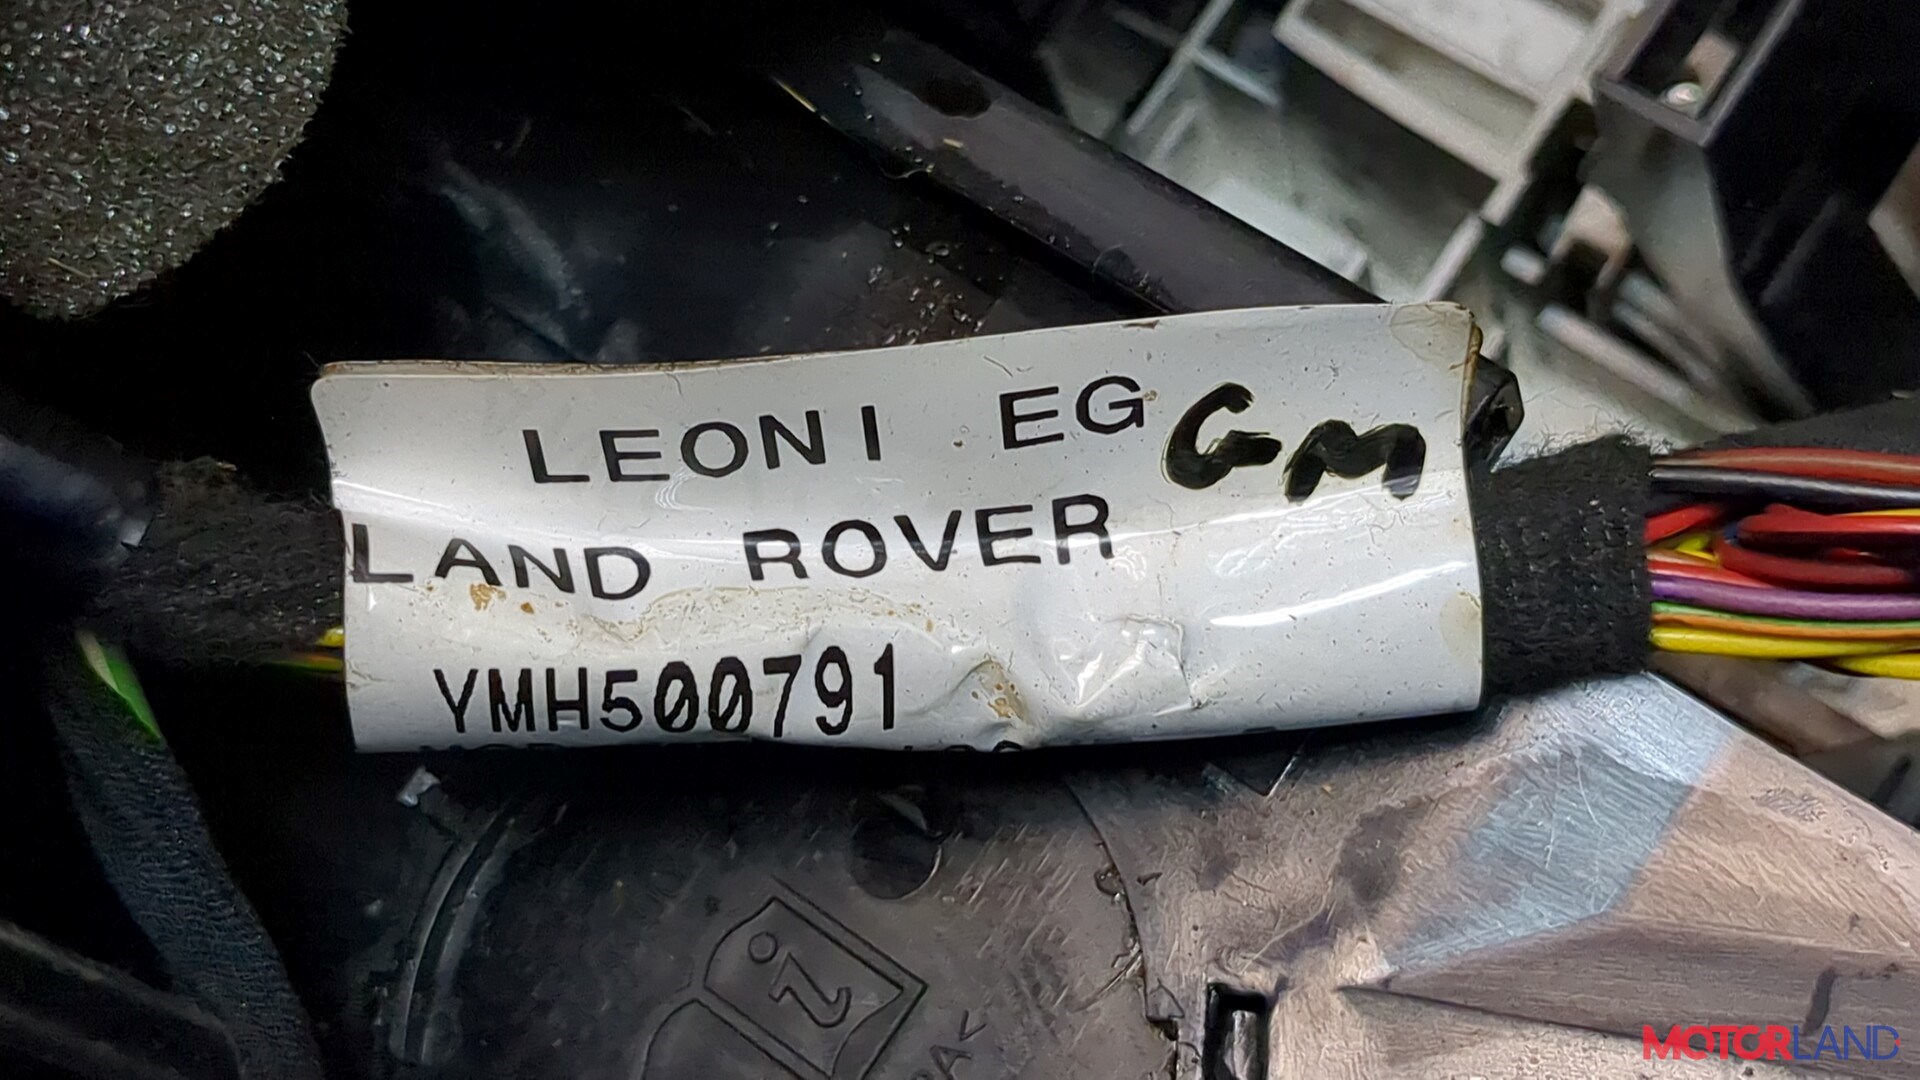 LEONI EG GM
LAND ROVER
YMH500791
i
MOTORLAND